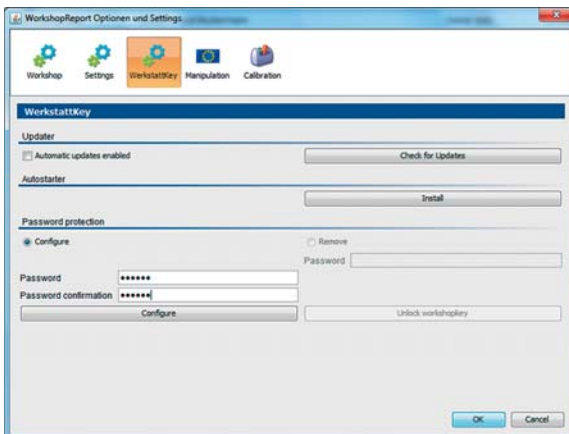 WorkshopReport Optionen und Settings
Workshop Settings WerkstattKey Manipulation Calibration
WerkstattKey
Updater
Automatic updates enabled Check for Updates
Autostarter
Install
Password protection
Configure Remove
Password
Password ●●●●●●
Password confirmation ●●●●●●
Configure Unlock workshopkey
OK Cancel